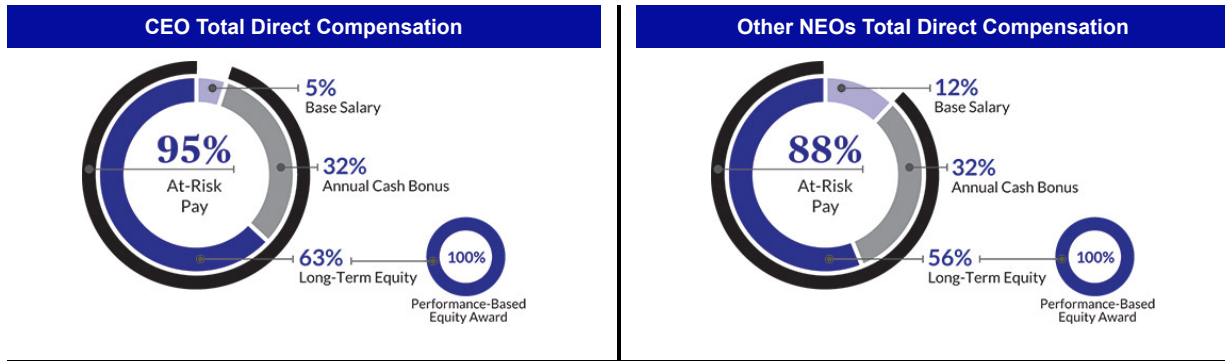 CEO Total Direct Compensation
5%
Base Salary
95%
At-Risk
Pay
32%
Annual Cash Bonus
63%
Long-Term Equity
100%
Performance-Based
Equity Award
Other NEOs Total Direct Compensation
12%
Base Salary
88%
At-Risk
Pay
32%
Annual Cash Bonus
56%
Long-Term Equity
100%
Performance-Based
Equity Award